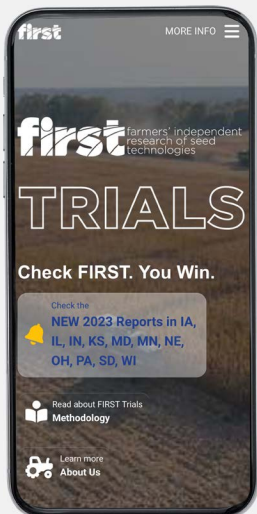 first
MORE INFO
first
farmers' independent
research of seed
technologies
TRIALS
Check FIRST. You Win.
Check the
NEW 2023 Reports in IA,
IL, IN, KS, MD, MN, NE,
OH, PA, SD, WI
Read about FIRST Trials
Methodology
Learn more
About Us